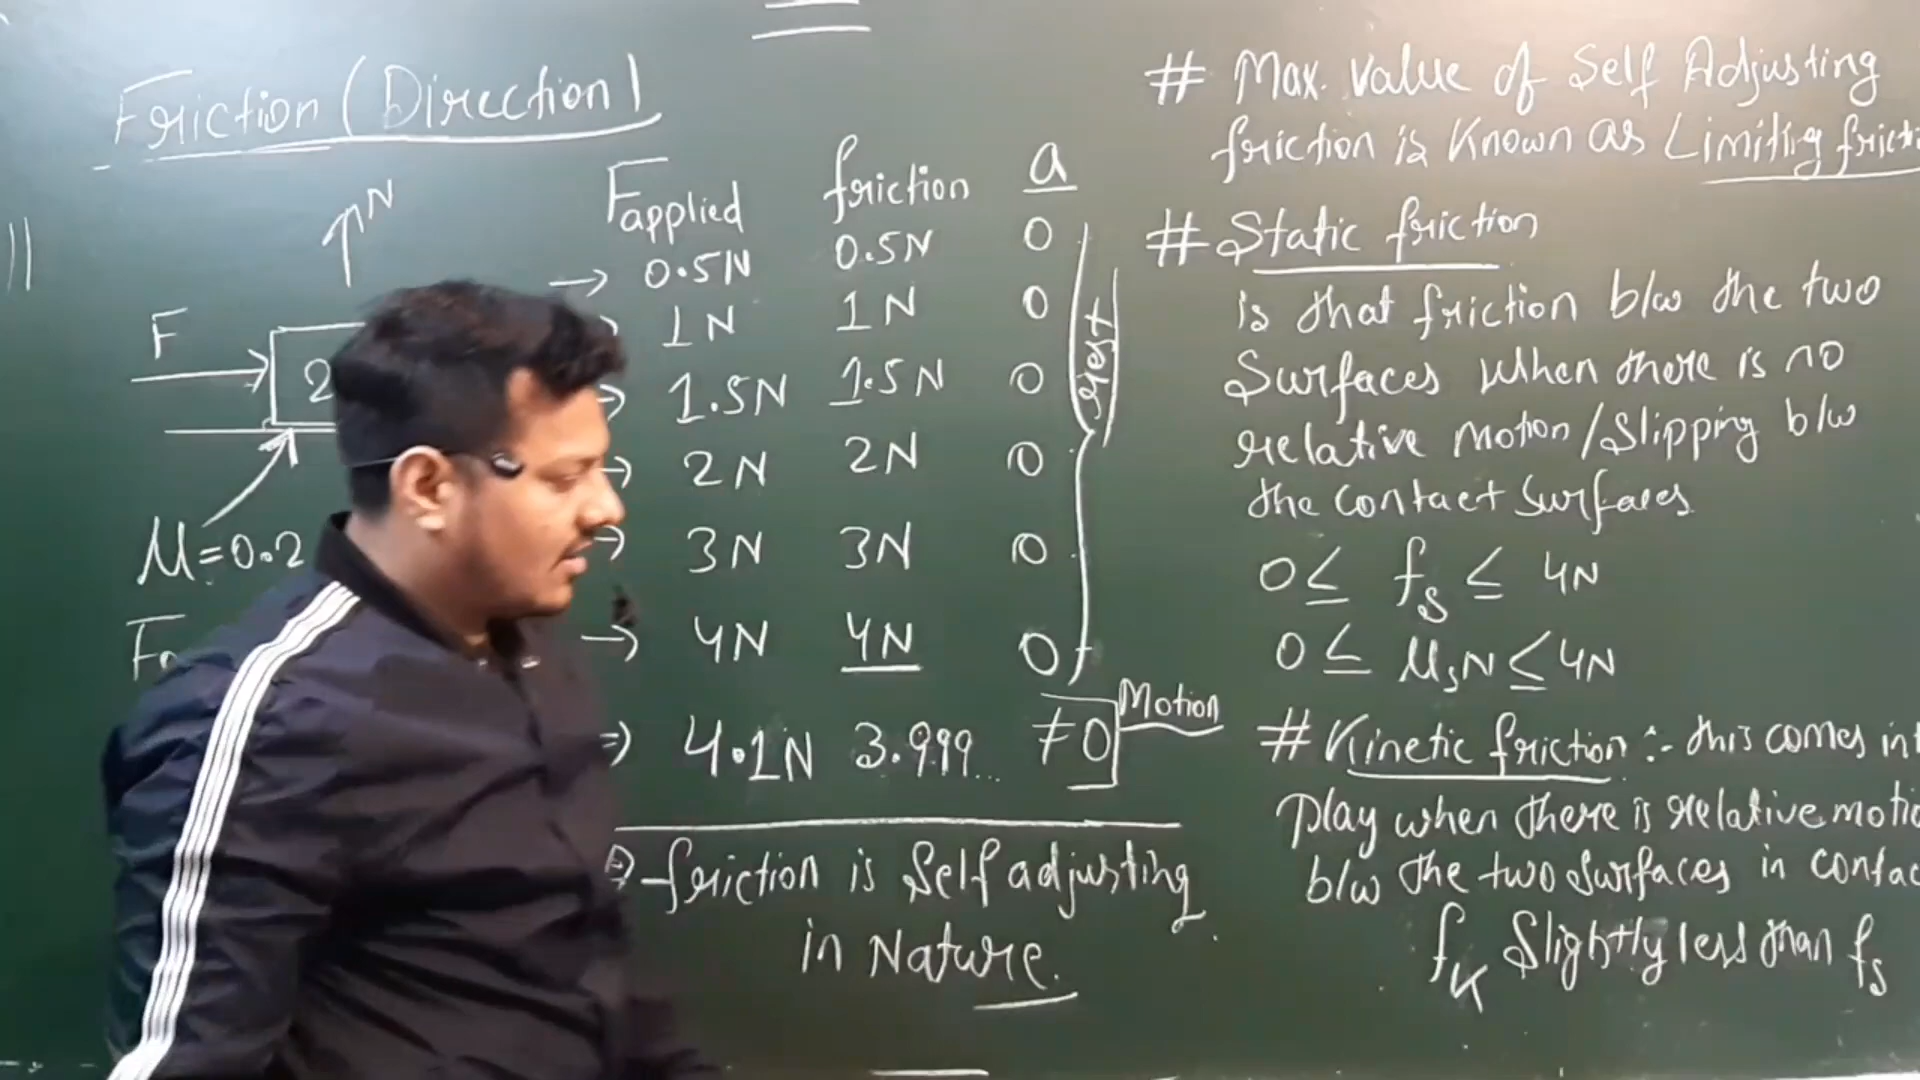 Friction (Direction)
N
F
2
M=0.2
Fapplied friction a
→ 0.5N 0.5N 0
1N 1N 0
1.5N 1.5N 0
→ 2N 2N 0
→ 3N 3N 0
→ 4N 4N 0
rest
⇒ 4.1N 3.999... ≠0 Motion
⇒ friction is Self adjusting
in Nature.
# Max. Value of Self Adjusting
friction is Known as Limiting
# Static friction
is that friction b/w the two
Surfaces when there is no
relative Motion/Slipping b/w
the contact Surfaces
0 ≤ fs ≤ 4N
0 ≤ μsN ≤ 4N
# Kinetic friction :- this comes
Play when there is relative
b/w the two Surfaces in
fK Slightly less than fs